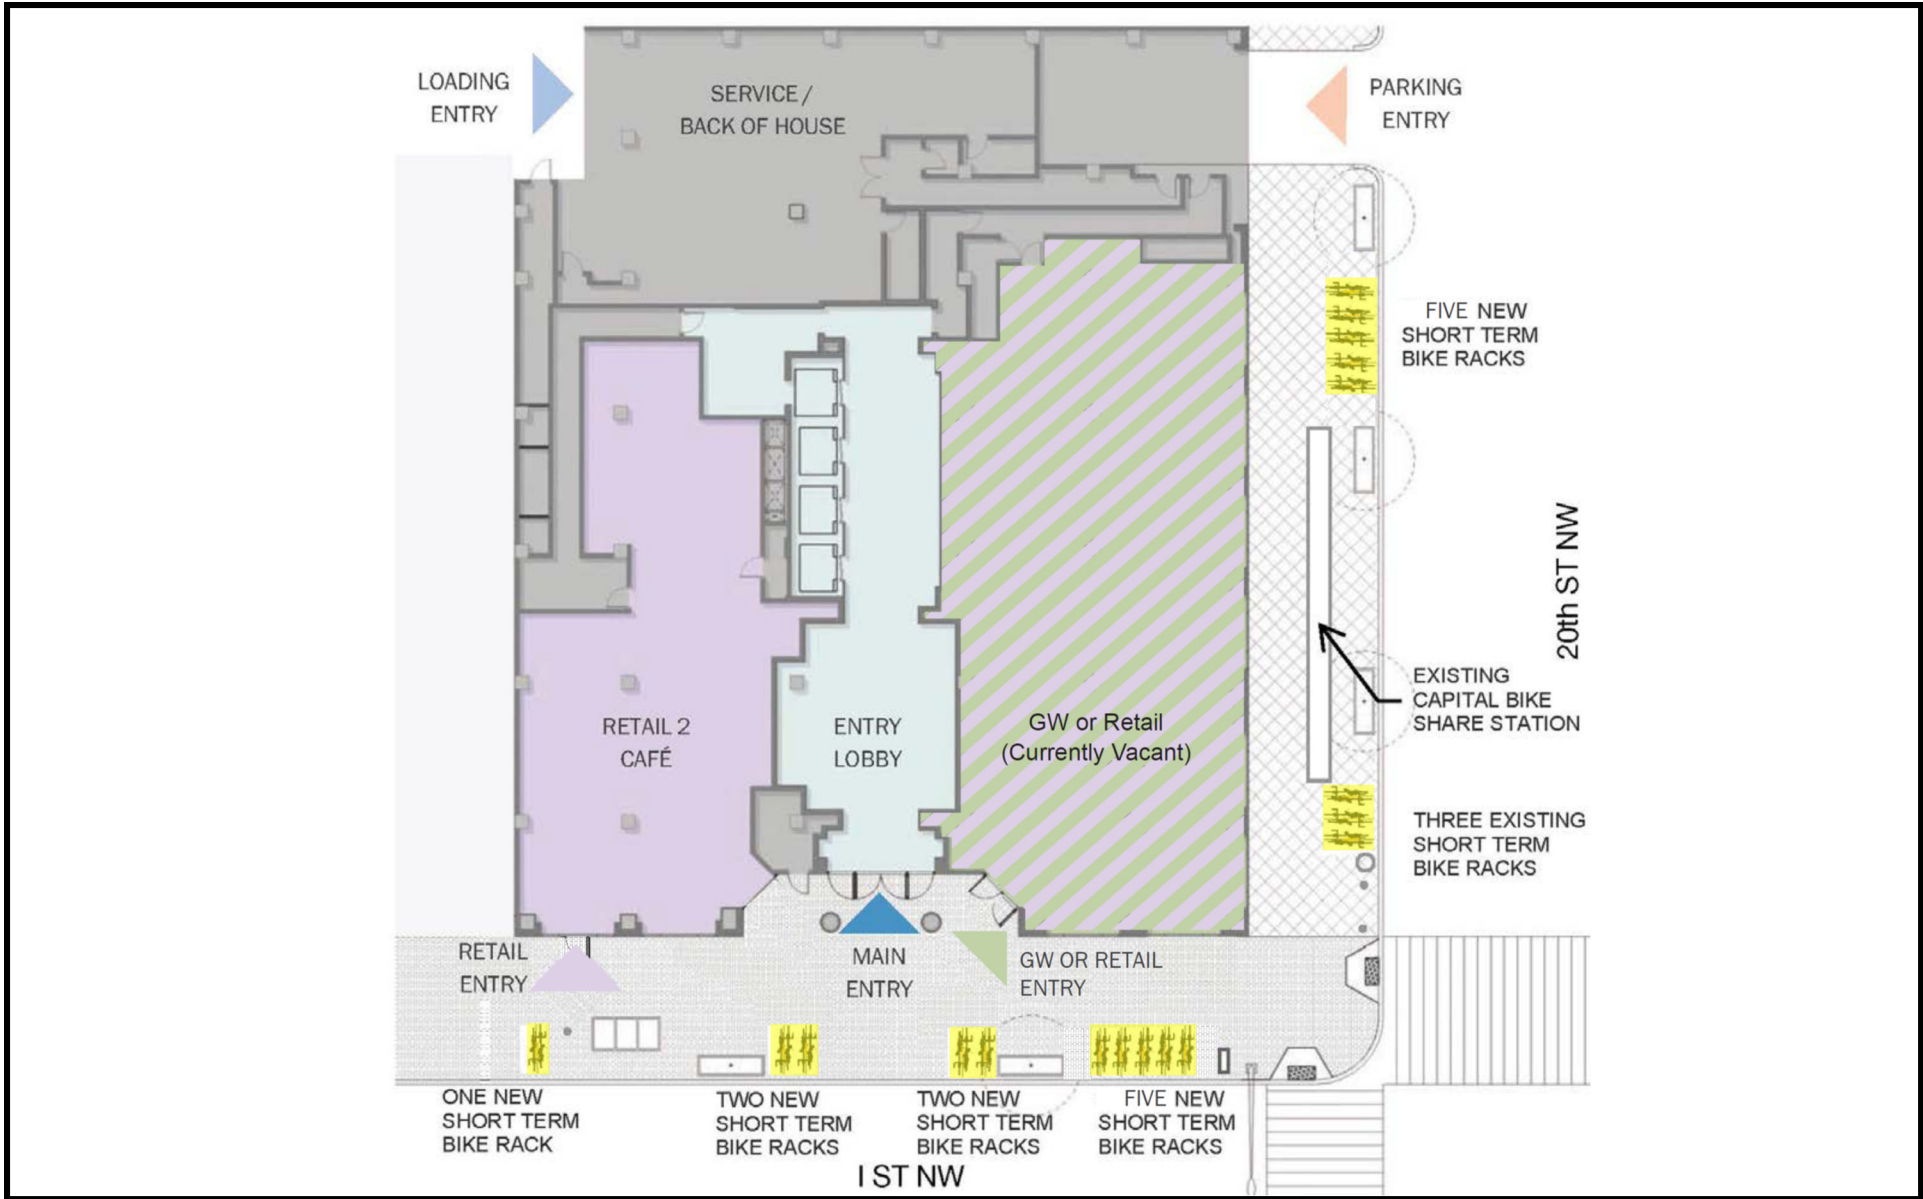 LOADING
ENTRY
SERVICE /
BACK OF HOUSE
PARKING
ENTRY
FIVE NEW
SHORT TERM
BIKE RACKS
20th ST NW
EXISTING
CAPITAL BIKE
SHARE STATION
RETAIL 2
CAFÉ
ENTRY
LOBBY
GW or Retail
(Currently Vacant)
THREE EXISTING
SHORT TERM
BIKE RACKS
RETAIL
ENTRY
MAIN
ENTRY
GW OR RETAIL
ENTRY
ONE NEW
SHORT TERM
BIKE RACK
TWO NEW
SHORT TERM
BIKE RACKS
TWO NEW
SHORT TERM
BIKE RACKS
FIVE NEW
SHORT TERM
BIKE RACKS
I ST NW